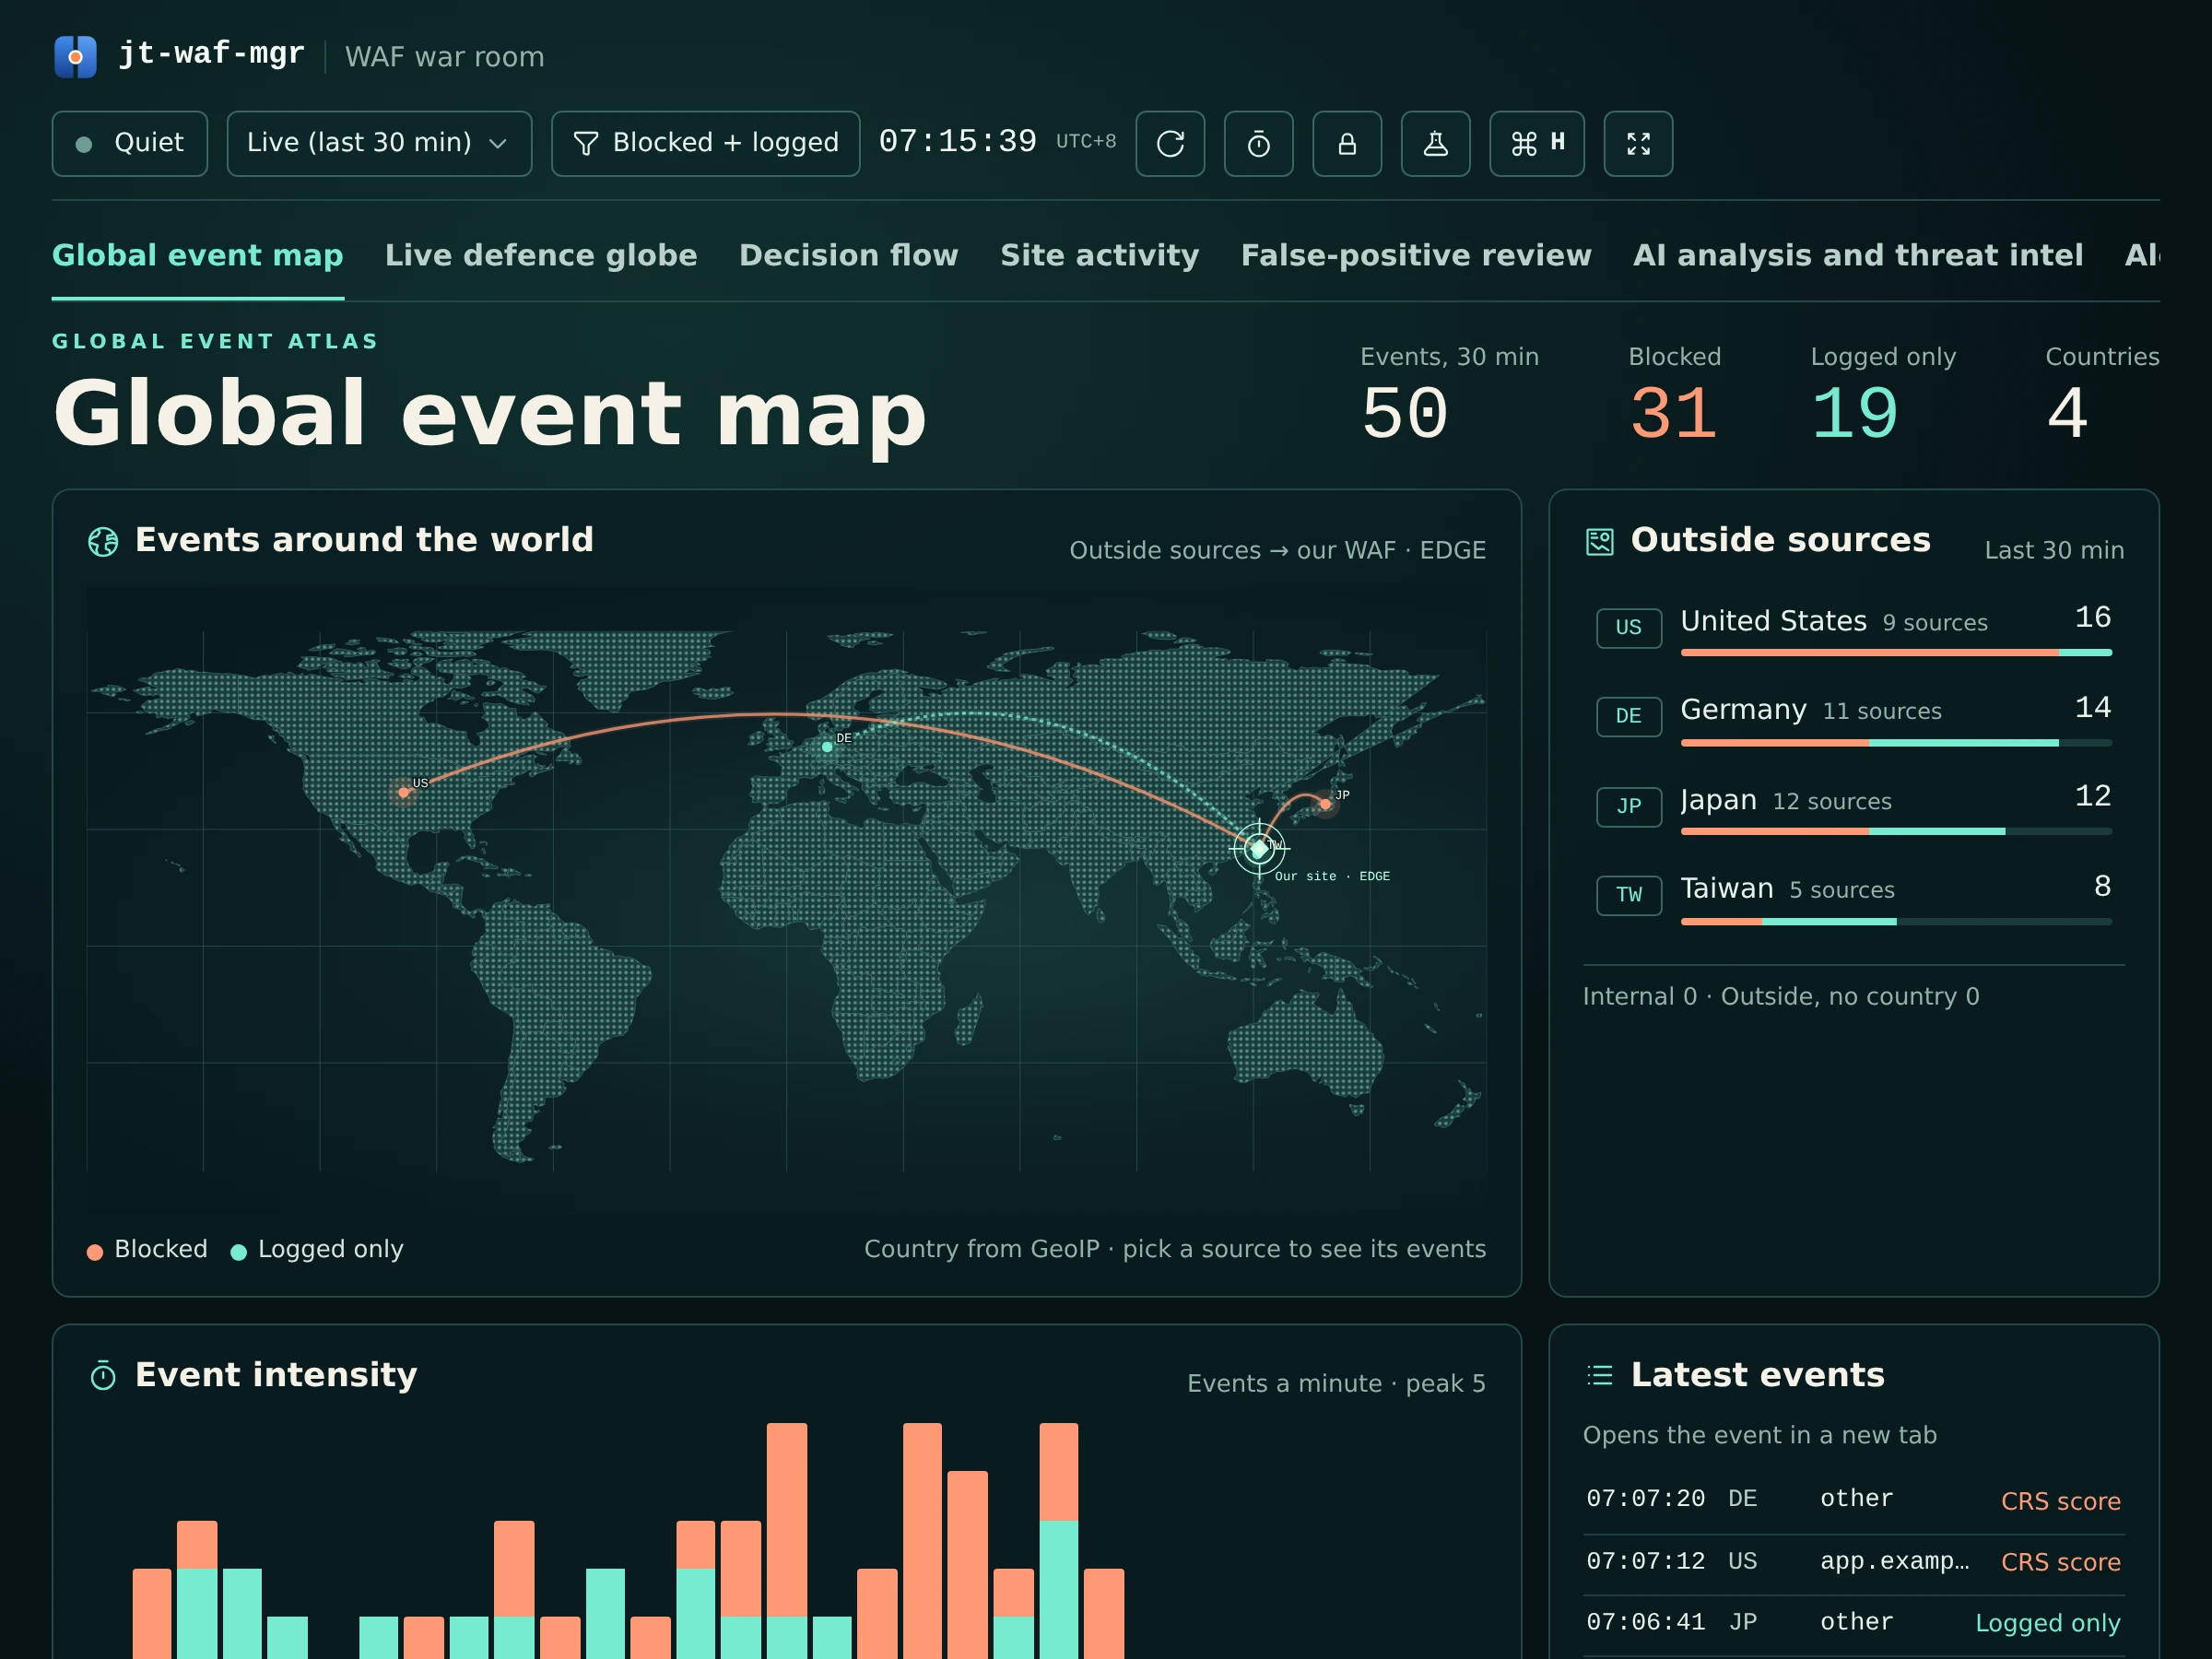 jt-waf-mgr WAF war room
Quiet Live (last 30 min) Blocked + logged 07:15:39 UTC+8 ⌘ H
Global event map Live defence globe Decision flow Site activity False-positive review AI analysis and threat intel
GLOBAL EVENT ATLAS
Global event map
Events, 30 min Blocked Logged only Countries
50 31 19 4
Events around the world
Outside sources → our WAF · EDGE
US
DE
JP
TW
Our site · EDGE
Blocked Logged only
Country from GeoIP · pick a source to see its events
Outside sources Last 30 min
US United States 9 sources 16
DE Germany 11 sources 14
JP Japan 12 sources 12
TW Taiwan 5 sources 8
Internal 0 · Outside, no country 0
Event intensity
Events a minute · peak 5
Latest events
Opens the event in a new tab
07:07:20 DE other CRS score
07:07:12 US app.examp… CRS score
07:06:41 JP other Logged only